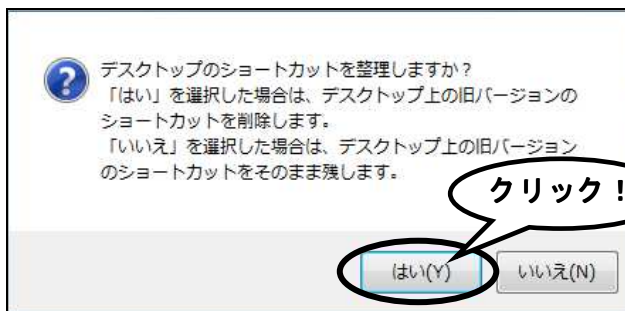 デスクトップのショートカットを整理しますか？
「はい」を選択した場合は、デスクトップ上の旧バージョンの
ショートカットを削除します。
「いいえ」を選択した場合は、デスクトップ上の旧バージョン
のショートカットをそのまま残します。
クリック！
はい(Y)
いいえ(N)